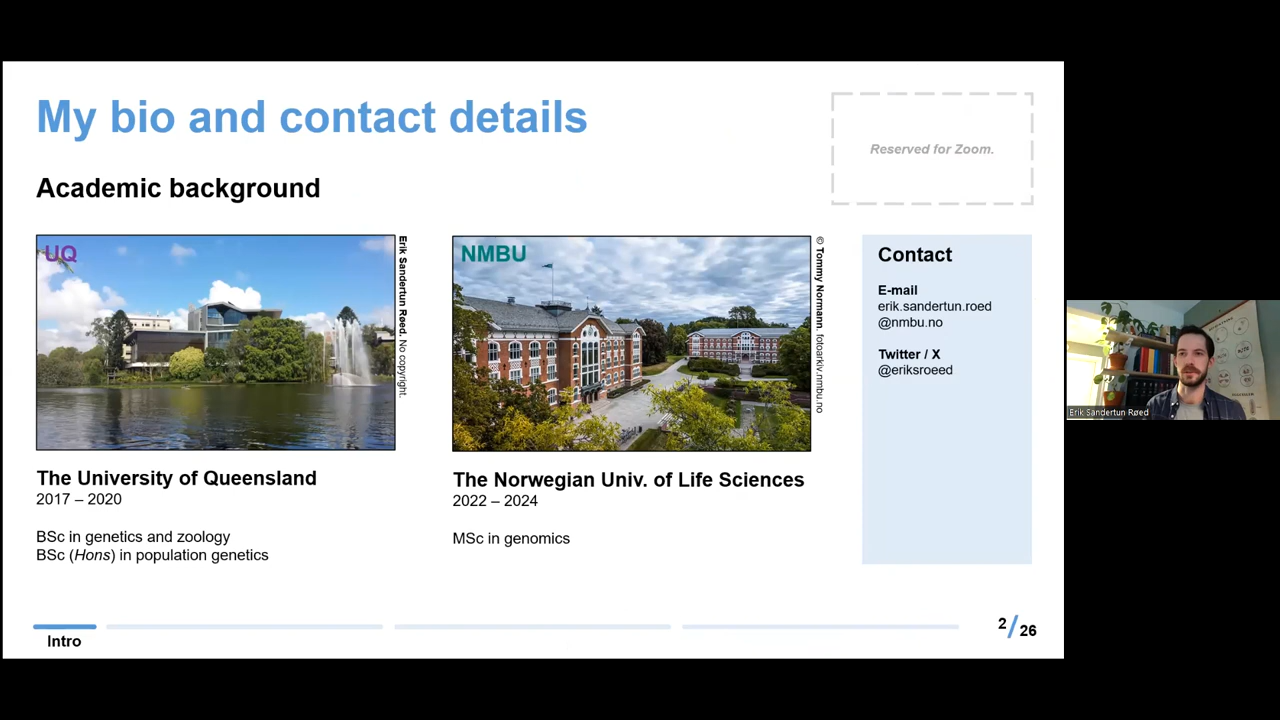 My bio and contact details
Reserved for Zoom.
Academic background
UQ
Erik Sandertun Røed. No copyright.
NMBU
© Tommy Normann. fotoarkiv.nmbu.no
The University of Queensland
2017 – 2020
BSc in genetics and zoology
BSc (Hons) in population genetics
The Norwegian Univ. of Life Sciences
2022 – 2024
MSc in genomics
Contact
E-mail
erik.sandertun.roed
@nmbu.no
Twitter / X
@eriksroeed
Erik Sandertun Røed
Intro
2/26